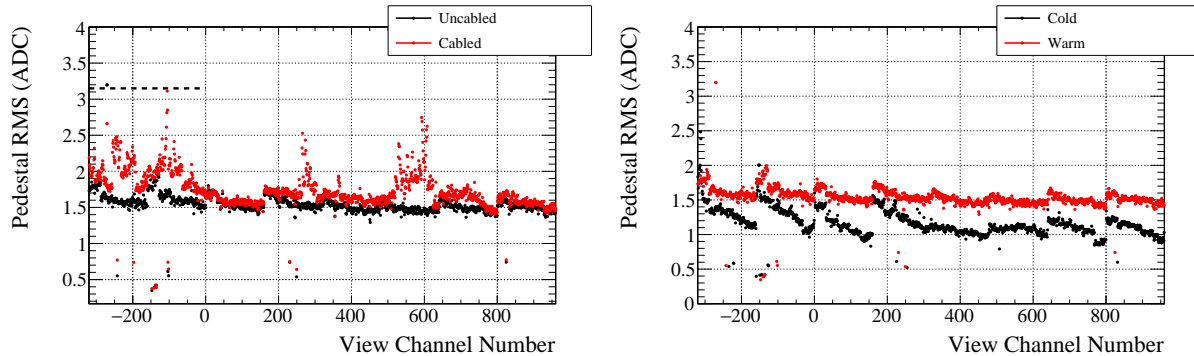 Pedestal RMS (ADC)
4
3.5
3
2.5
2
1.5
1
0.5
−200 0 200 400 600 800
View Channel Number
Uncabled
Cabled
Pedestal RMS (ADC)
4
3.5
3
2.5
2
1.5
1
0.5
0
−200 0 200 400 600 800
View Channel Number
Cold
Warm